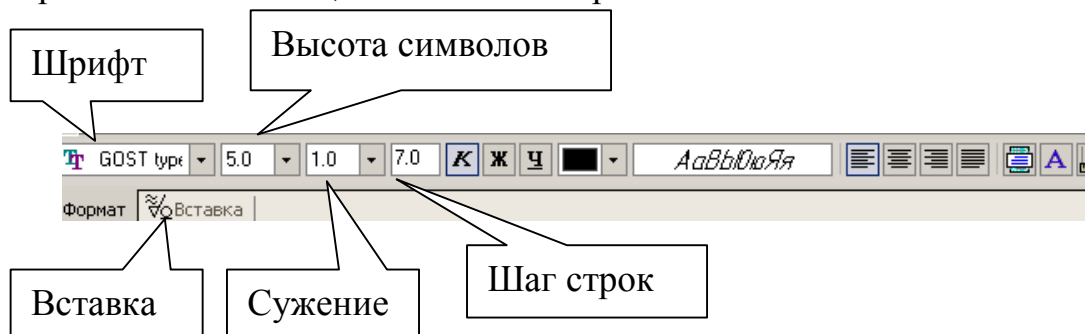 Высота символов
Шрифт
GOST type 5.0 1.0 7.0 К Ж Ч АаВbЮюЯя А
Формат Вставка
Вставка
Сужение
Шаг строк